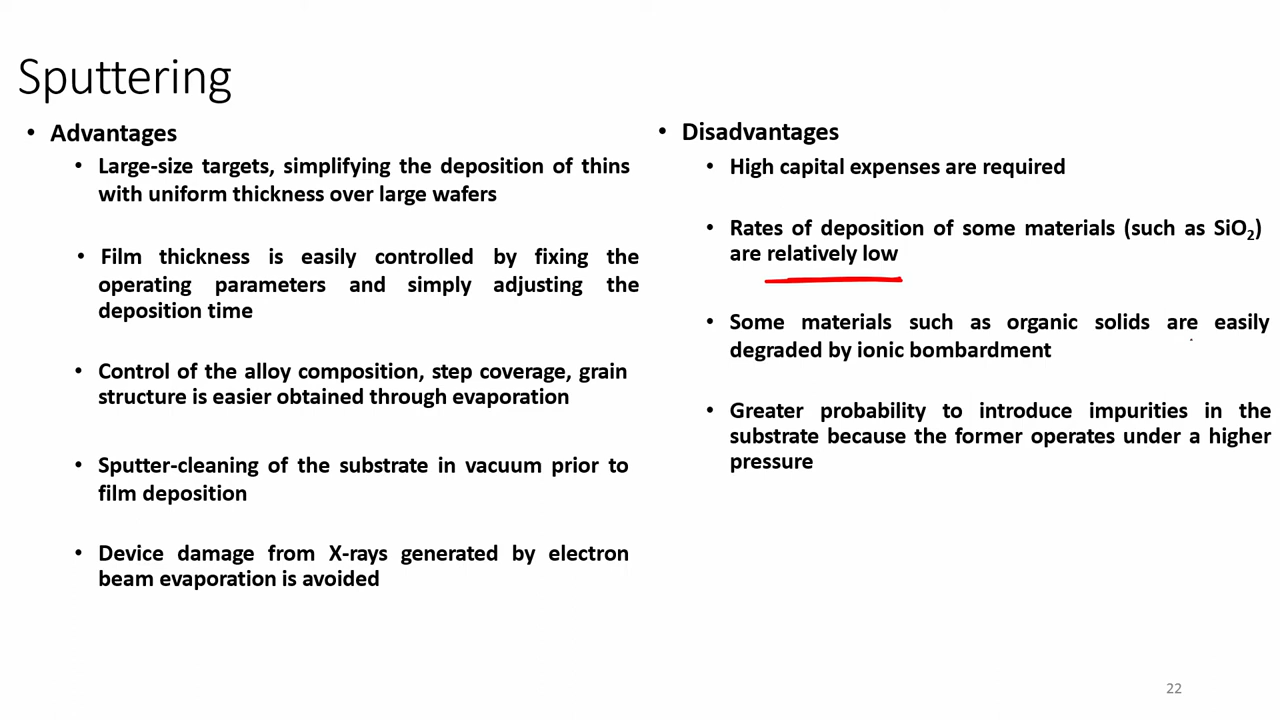 Sputtering
• Advantages
• Large-size targets, simplifying the deposition of thins
with uniform thickness over large wafers
• Film thickness is easily controlled by fixing the
operating parameters and simply adjusting the
deposition time
• Control of the alloy composition, step coverage, grain
structure is easier obtained through evaporation
• Sputter-cleaning of the substrate in vacuum prior to
film deposition
• Device damage from X-rays generated by electron
beam evaporation is avoided
• Disadvantages
• High capital expenses are required
• Rates of deposition of some materials (such as SiO₂)
are relatively low
• Some materials such as organic solids are easily
degraded by ionic bombardment
• Greater probability to introduce impurities in the
substrate because the former operates under a higher
pressure
22